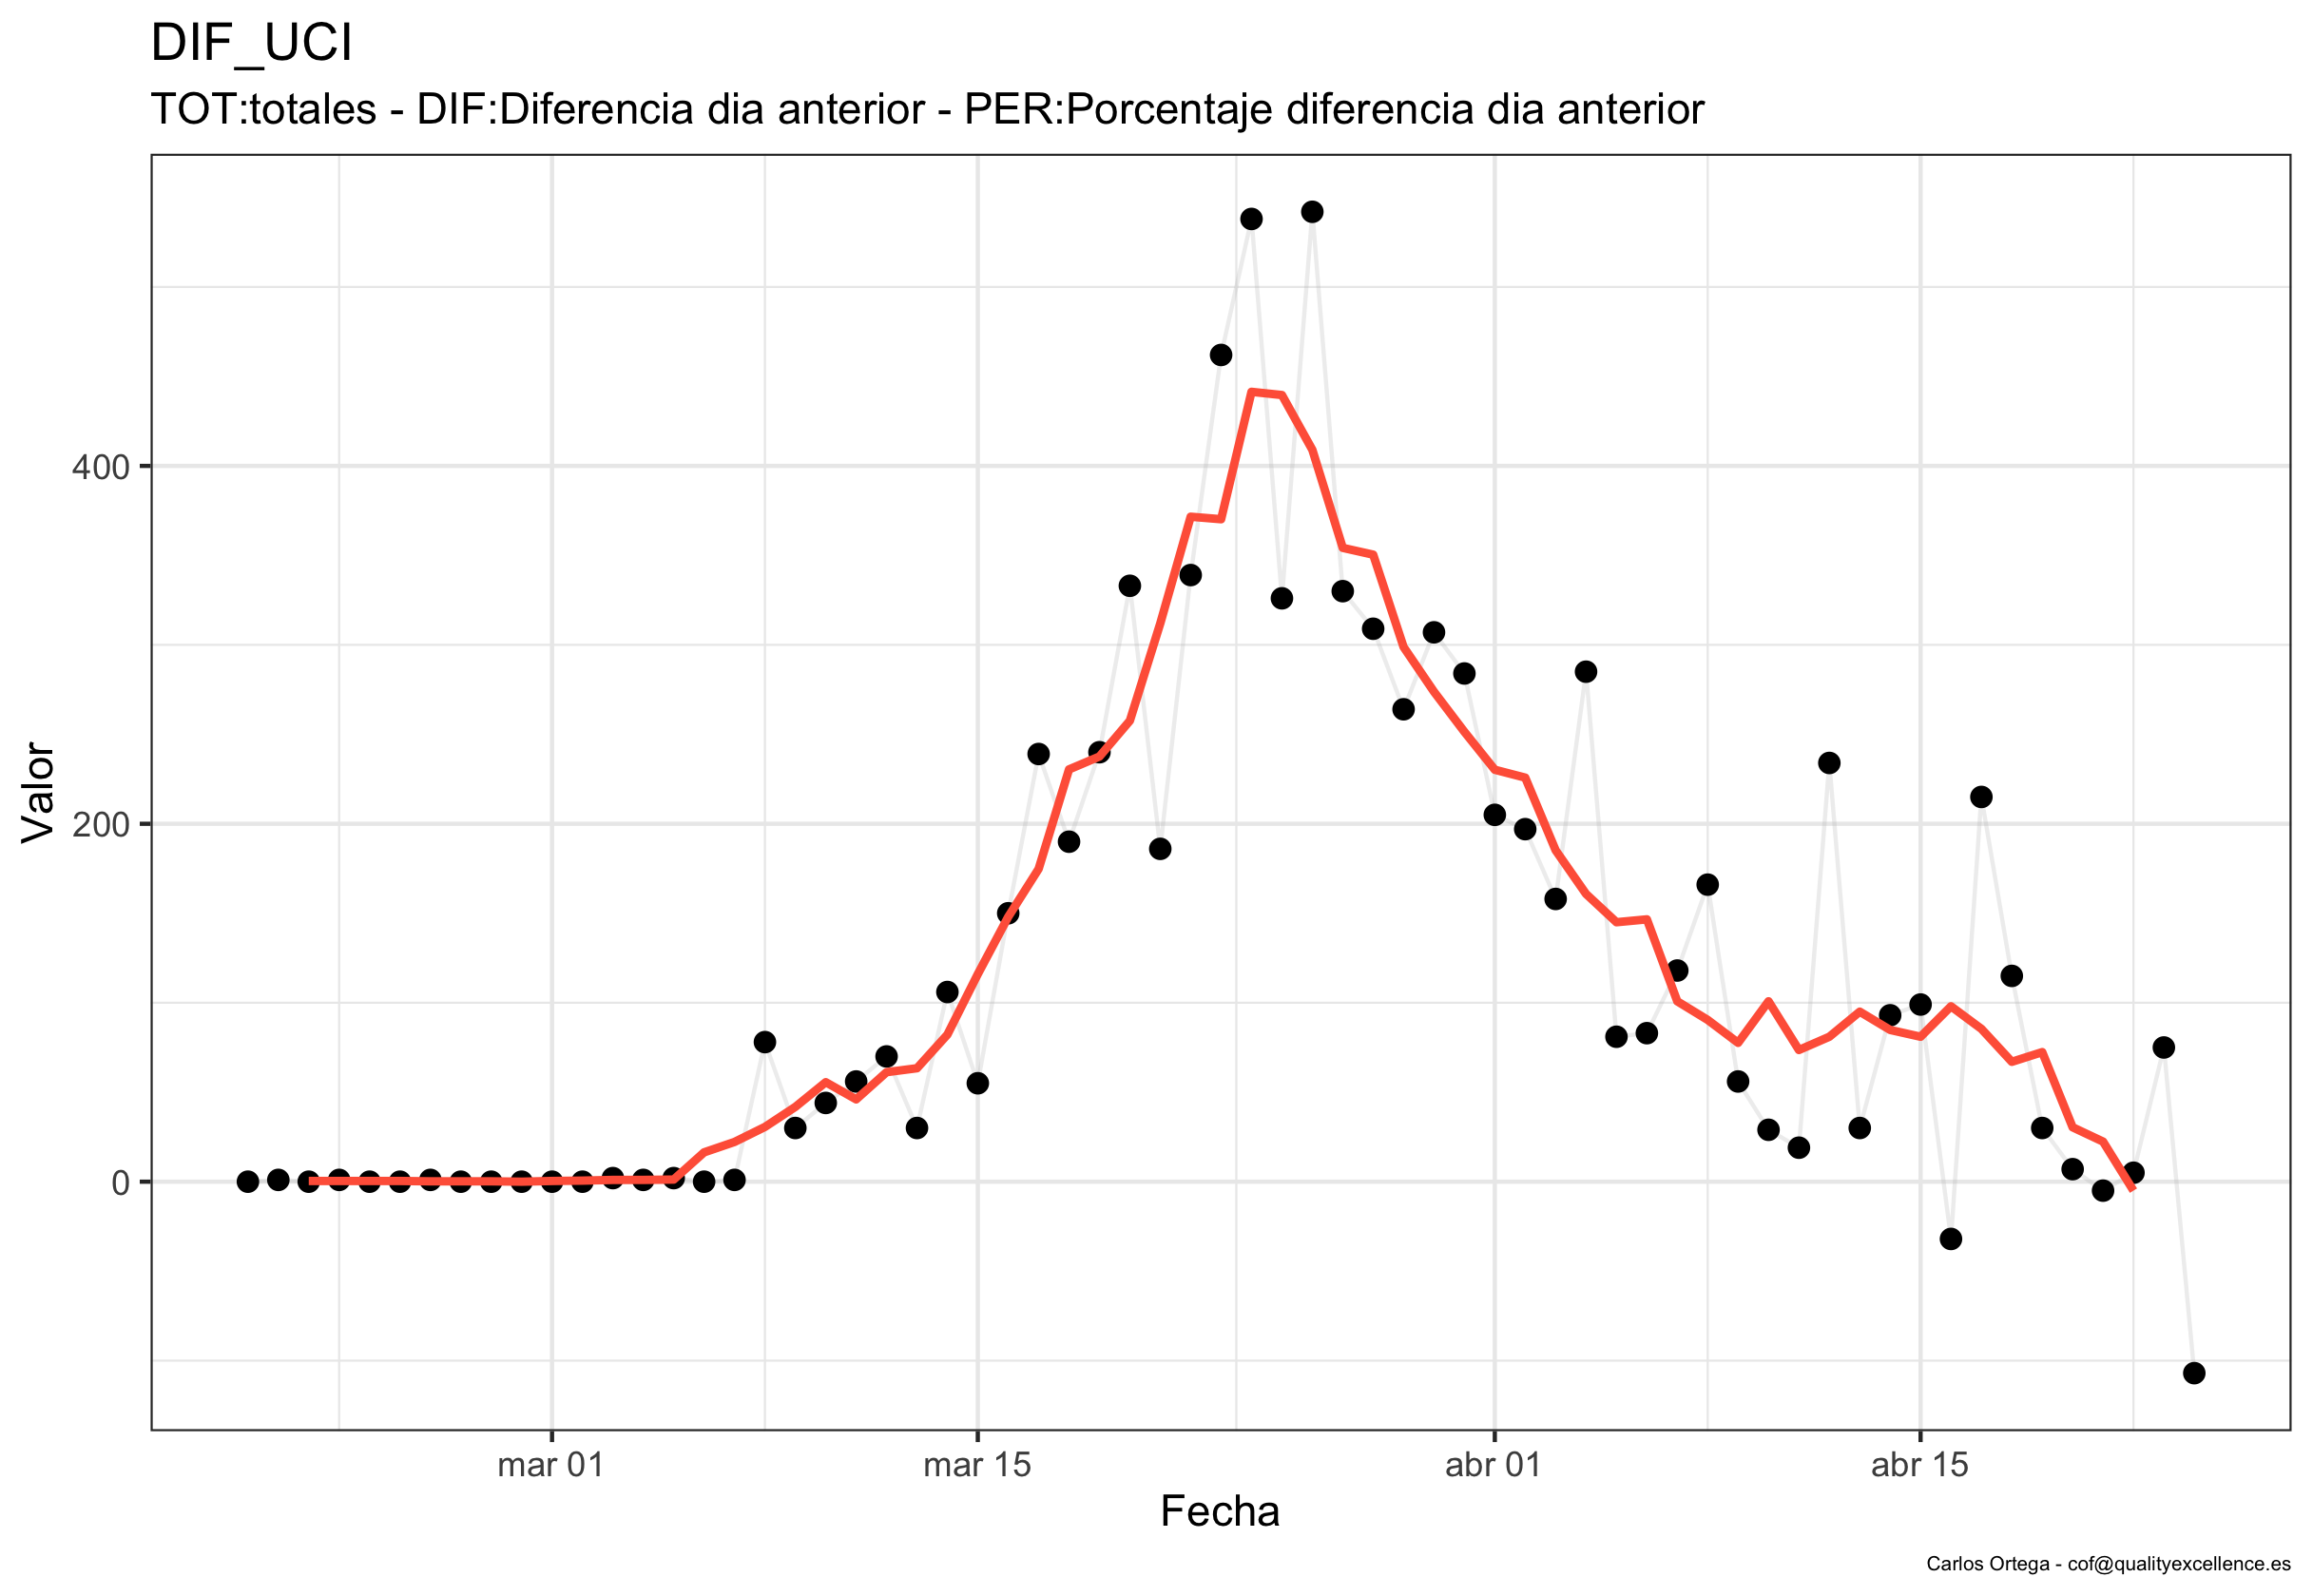 DIF_UCI
TOT:totales - DIF:Diferencia dia anterior - PER:Porcentaje diferencia dia anterior
Valor
400
200
0
mar 01
mar 15
abr 01
abr 15
Fecha
Carlos Ortega - cof@qualityexcellence.es